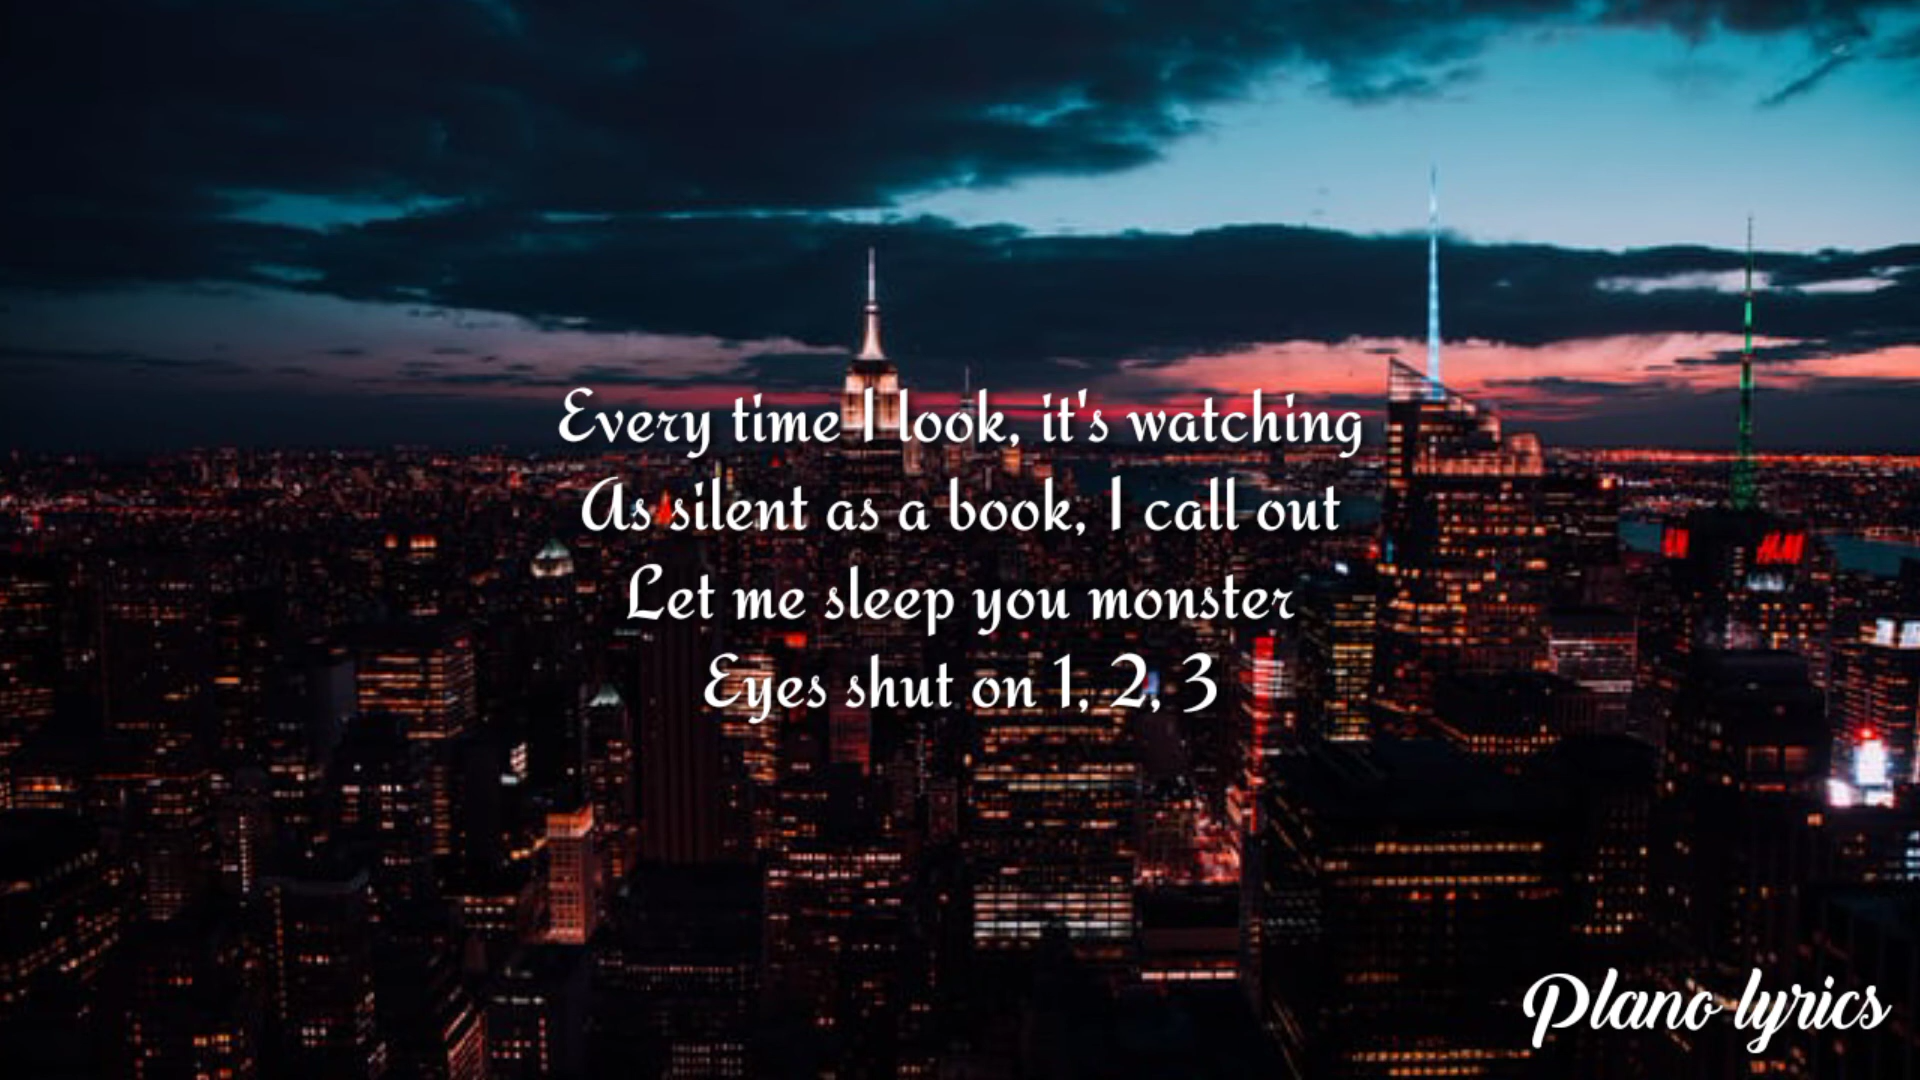 Every time I look, it's watching
As silent as a book, I call out
Let me sleep you monster
Eyes shut on 1, 2, 3
H&M
Plano lyrics